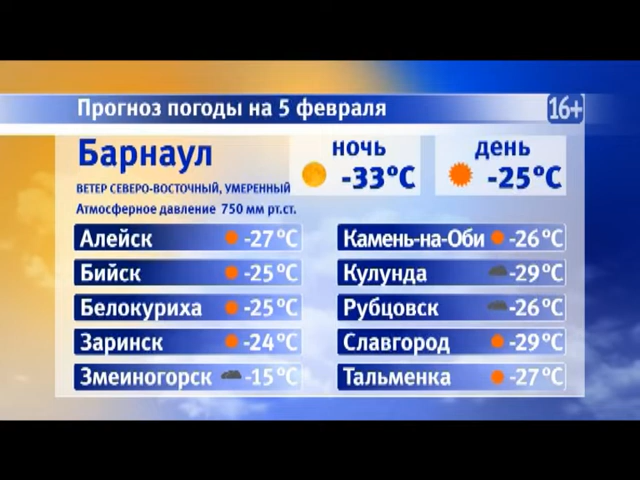 Прогноз погоды на 5 февраля
16+
Барнаул
ВЕТЕР СЕВЕРО-ВОСТОЧНЫЙ, УМЕРЕННЫЙ
Атмосферное давление 750 мм рт.ст.
ночь
-33°С
день
-25°С
Алейск -27°С
Бийск -25°С
Белокуриха -25°С
Заринск -24°С
Змеиногорск -15°С
Камень-на-Оби -26°С
Кулунда -29°С
Рубцовск -26°С
Славгород -29°С
Тальменка -27°С